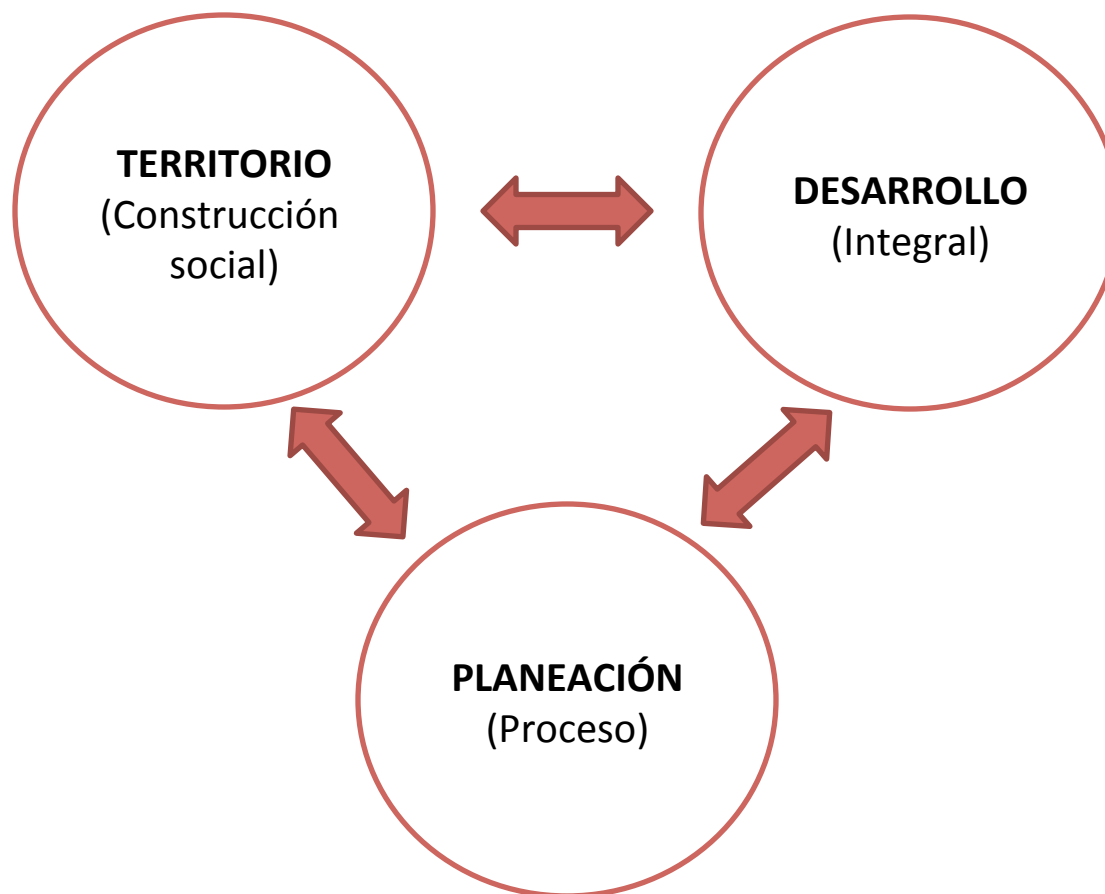 TERRITORIO
(Construcción
social)
DESARROLLO
(Integral)
PLANEACIÓN
(Proceso)